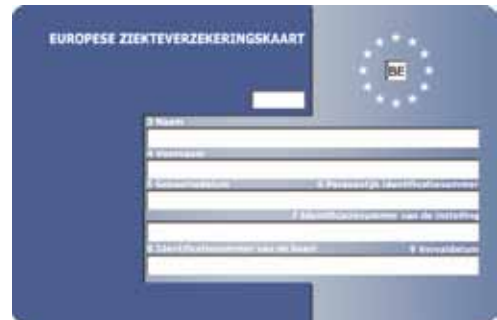 EUROPESE ZIEKTEVERZEKERINGSKAART
BE
3 Naam
4 Voornaam
5 Geboortedatum 6 Persoonlijk identificatienummer
7 Identificatienummer van de instelling
8 Identificatienummer van de kaart 9 Vervaldatum